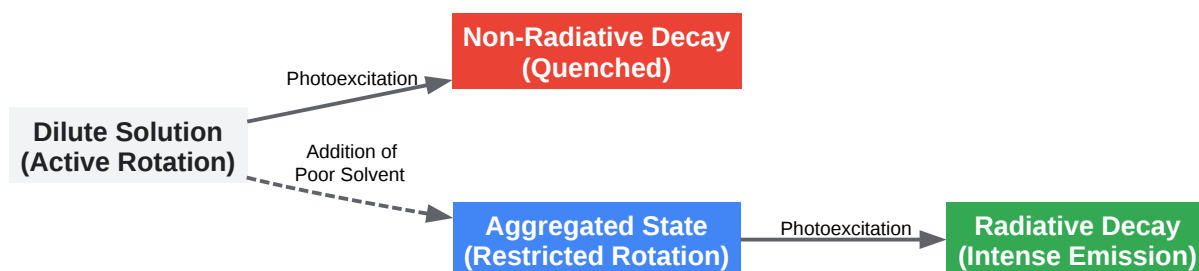 Non-Radiative Decay
(Quenched)
Photoexcitation
Dilute Solution
(Active Rotation)
Addition of
Poor Solvent
Aggregated State
(Restricted Rotation)
Photoexcitation
Radiative Decay
(Intense Emission)